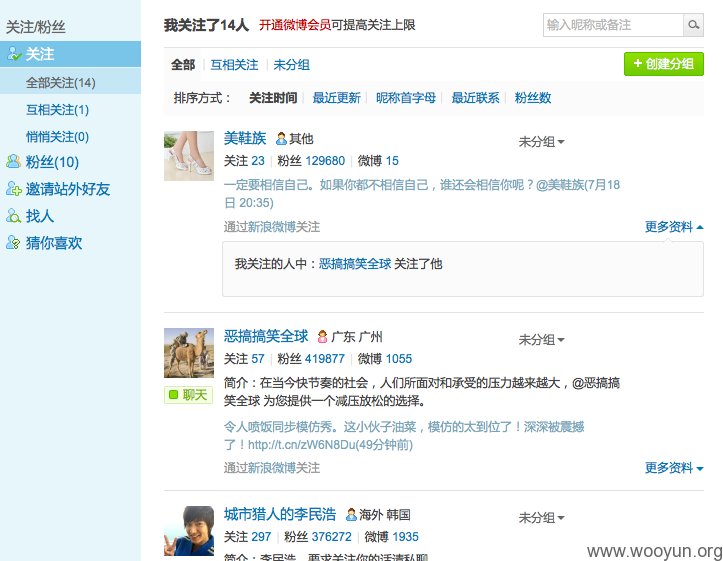 关注/粉丝
关注
全部关注(14)
互相关注(1)
悄悄关注(0)
粉丝(10)
邀请站外好友
找人
猜你喜欢
我关注了14人 开通微博会员可提高关注上限
输入昵称或备注
全部 互相关注 未分组
+ 创建分组
排序方式： 关注时间 最近更新 昵称首字母 最近联系 粉丝数
美鞋族 其他
未分组
关注 23 粉丝 129680 微博 15
一定要相信自己。如果你都不相信自己，谁还会相信你呢？@美鞋族(7月18
日 20:35)
通过新浪微博关注
更多资料
我关注的人中：恶搞搞笑全球 关注了他
恶搞搞笑全球 广东 广州
未分组
关注 57 粉丝 419877 微博 1055
聊天
简介：在当今快节奏的社会，人们所面对和承受的压力越来越大，@恶搞搞
笑全球 为您提供一个减压放松的选择。
令人喷饭同步模仿秀。这小伙子油菜，模仿的太到位了！深深被震撼
了！http://t.cn/zW6N8Du(49分钟前)
通过新浪微博关注
更多资料
城市猎人的李民浩 海外 韩国
未分组
关注 297 粉丝 376272 微博 1935
简介：李民浩，要求关注你的话请私聊
www.wooyun.org